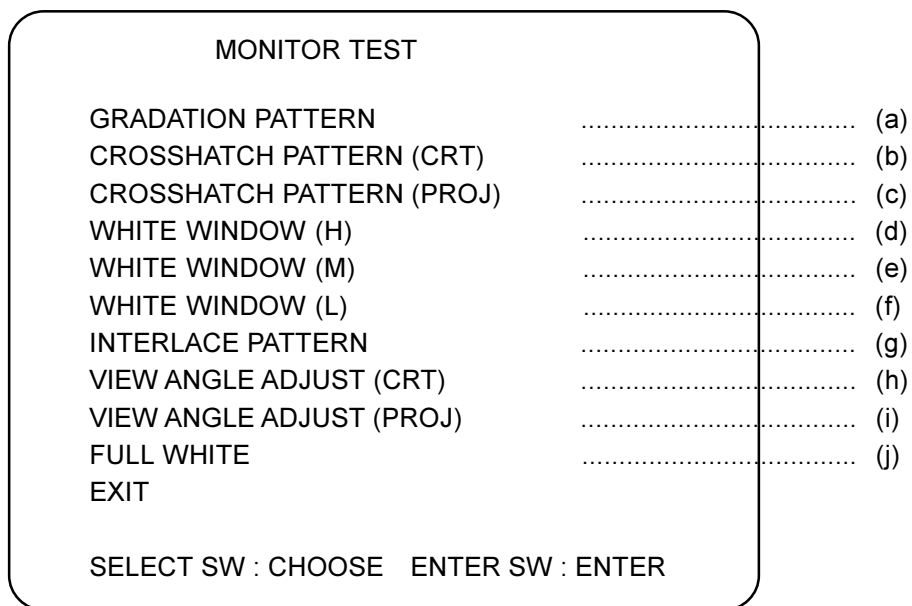 MONITOR TEST
GRADATION PATTERN .................................... (a)
CROSSHATCH PATTERN (CRT) .................................... (b)
CROSSHATCH PATTERN (PROJ) .................................... (c)
WHITE WINDOW (H) .................................... (d)
WHITE WINDOW (M) .................................... (e)
WHITE WINDOW (L) .................................... (f)
INTERLACE PATTERN .................................... (g)
VIEW ANGLE ADJUST (CRT) .................................... (h)
VIEW ANGLE ADJUST (PROJ) .................................... (i)
FULL WHITE .................................... (j)
EXIT
SELECT SW : CHOOSE ENTER SW : ENTER